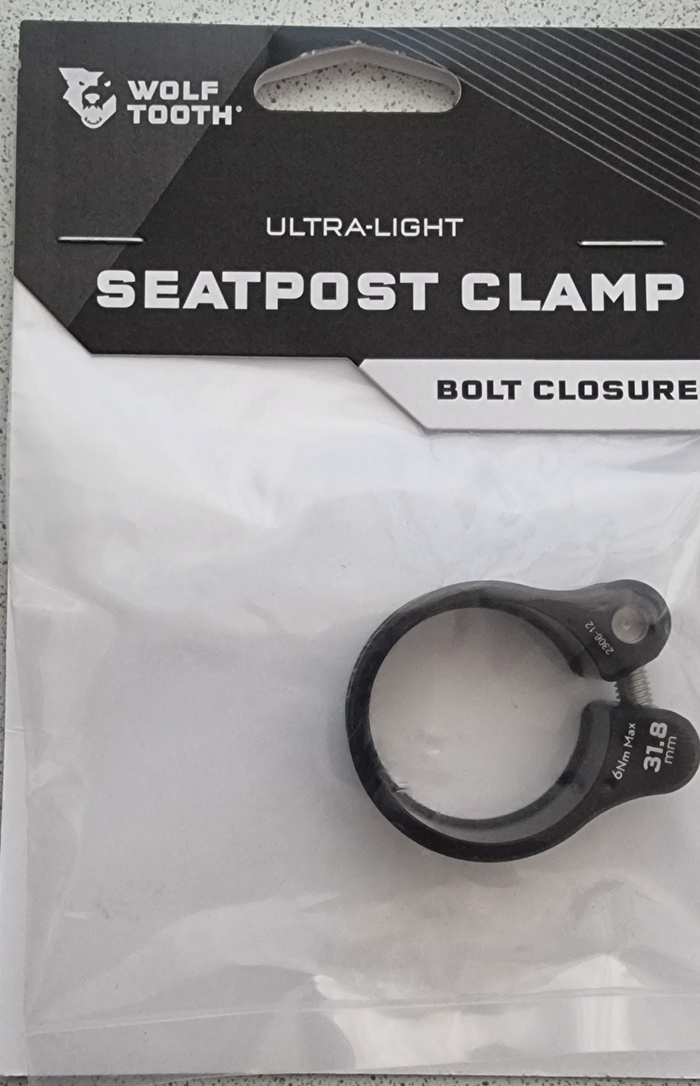 WOLF
TOOTH®
ULTRA-LIGHT
SEATPOST CLAMP
BOLT CLOSURE
2306-12
6Nm Max
31.8
mm